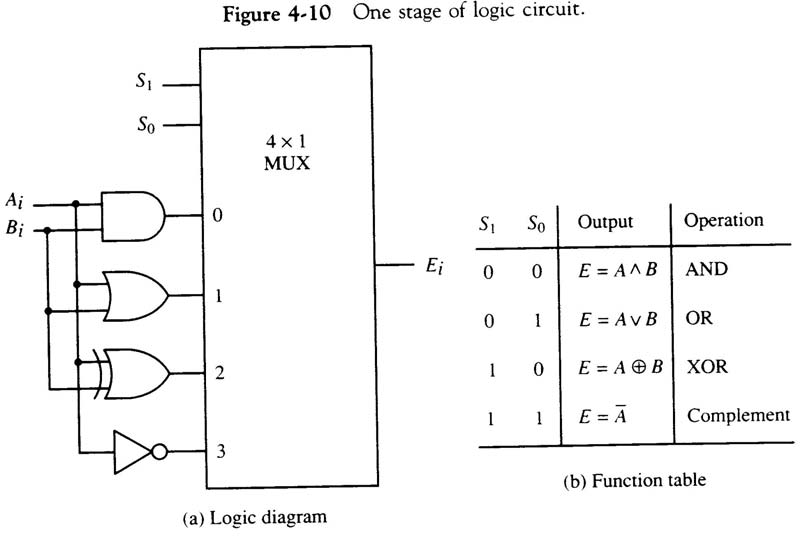 Figure 4-10 One stage of logic circuit.
S₁
S₀
4 × 1
MUX
Aᵢ
Bᵢ
0
1
2
3
Eᵢ
S₁ S₀ Output Operation
0 0 E = A ∧ B AND
0 1 E = A ∨ B OR
1 0 E = A ⊕ B XOR
1 1 E = A̅ Complement
(a) Logic diagram
(b) Function table